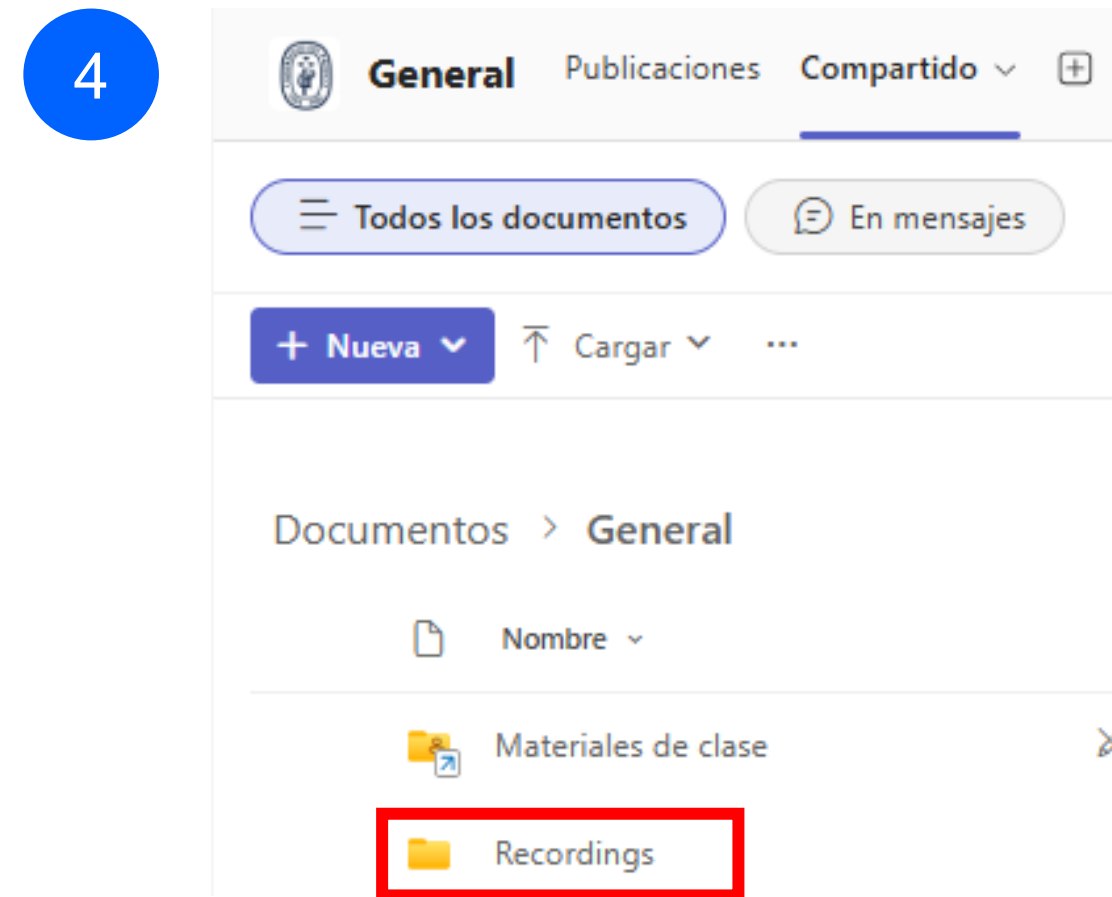 4
General Publicaciones Compartido
Todos los documentos En mensajes
+ Nueva Cargar ...
Documentos > General
Nombre
Materiales de clase
Recordings